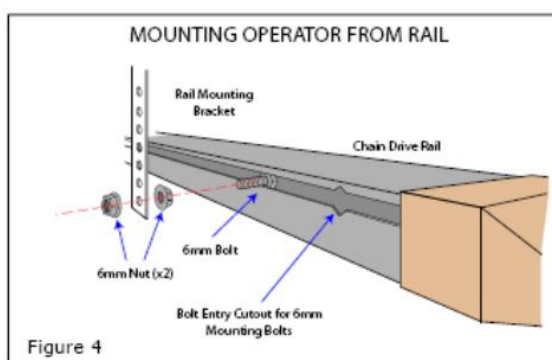 MOUNTING OPERATOR FROM RAIL
Rail Mounting
Bracket
Chain Drive Rail
6mm Bolt
6mm Nut (x2)
Bolt Entry Cutout for 6mm
Mounting Bolts
Figure 4